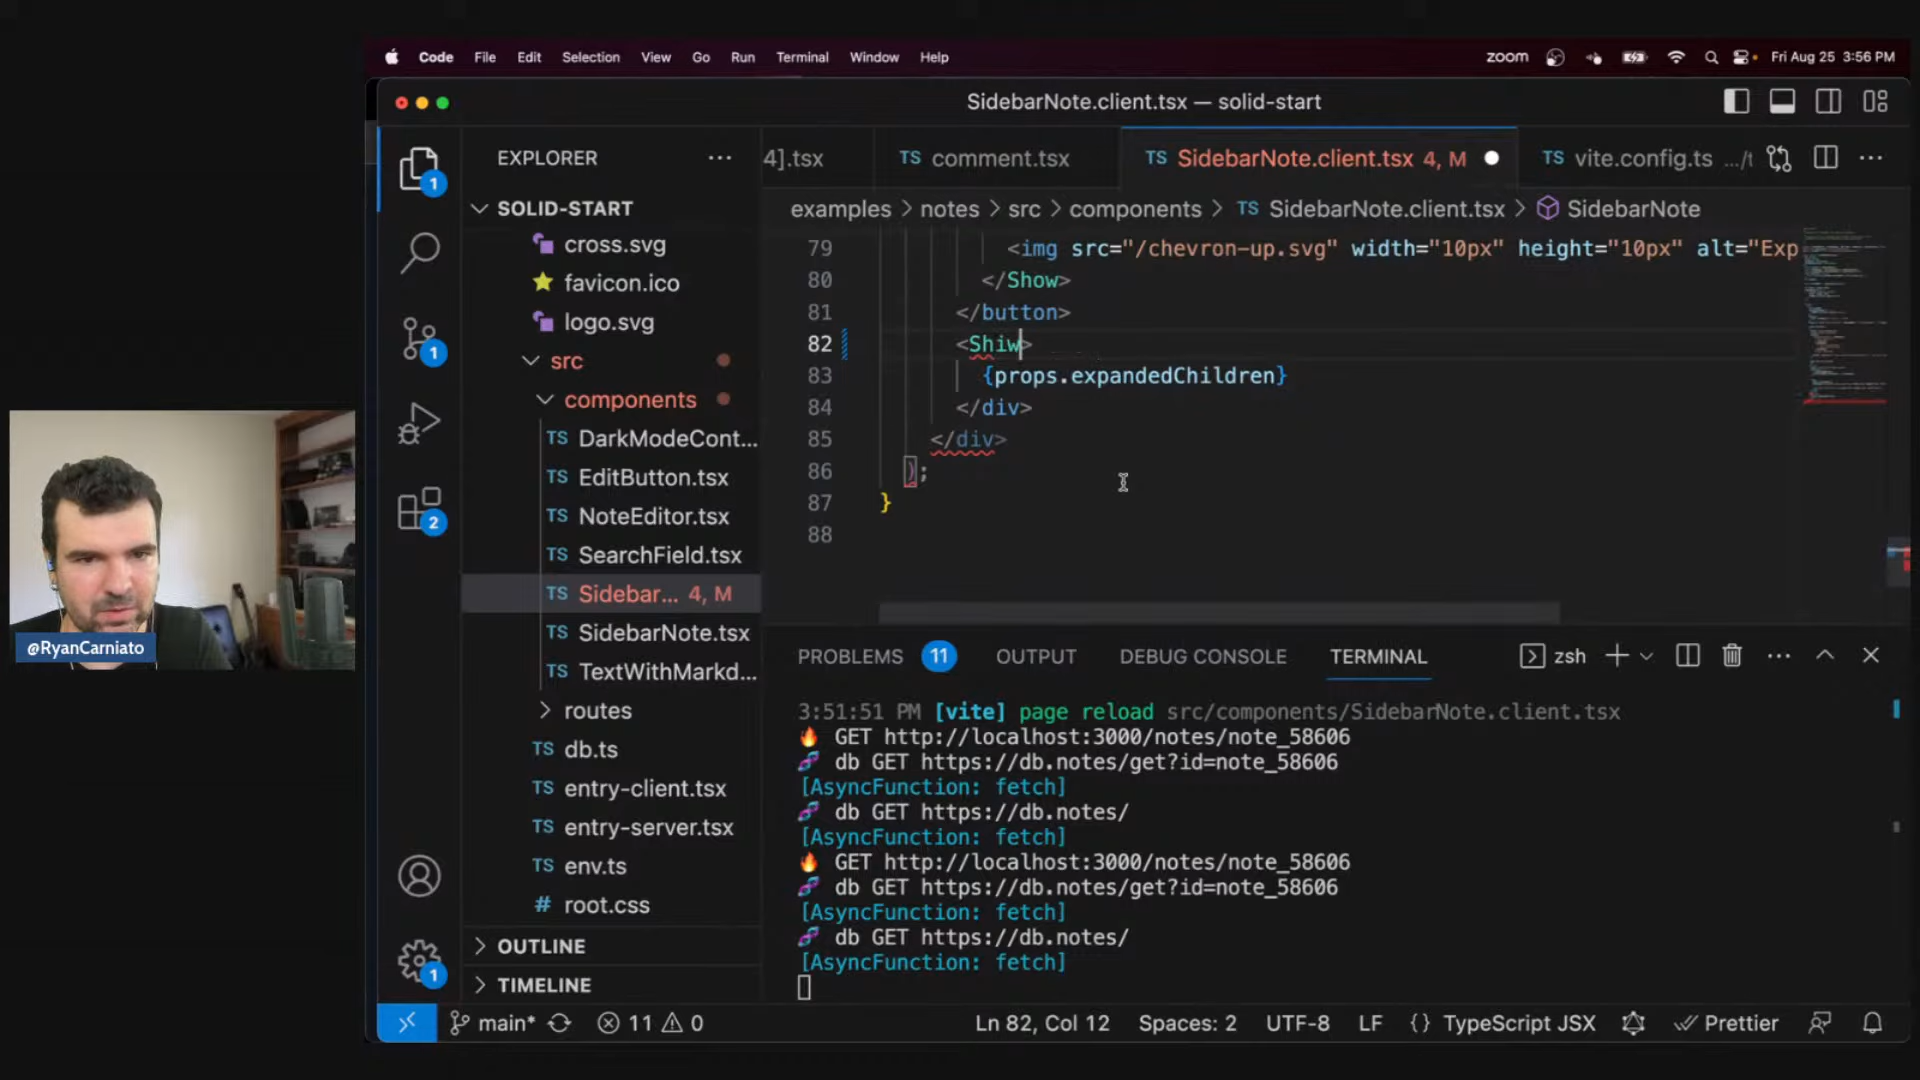 Code File Edit Selection View Go Run Terminal Window Help zoom Fri Aug 25 3:56 PM
SidebarNote.client.tsx — solid-start
EXPLORER ···
SOLID-START
cross.svg
favicon.ico
logo.svg
src
components
TS DarkModeCont...
TS EditButton.tsx
TS NoteEditor.tsx
TS SearchField.tsx
TS Sidebar... 4, M
TS SidebarNote.tsx
TS TextWithMarkd...
routes
TS db.ts
TS entry-client.tsx
TS entry-server.tsx
TS env.ts
# root.css
OUTLINE
TIMELINE
1
1
2
1
4].tsx TS comment.tsx TS SidebarNote.client.tsx 4, M TS vite.config.ts .../t ···
examples > notes > src > components > TS SidebarNote.client.tsx > SidebarNote
79 <img src="/chevron-up.svg" width="10px" height="10px" alt="Exp
80 </Show>
81 </button>
82 <Shiw>
83 {props.expandedChildren}
84 </div>
85 </div>
86 );
87 }
88
PROBLEMS 11 OUTPUT DEBUG CONSOLE TERMINAL zsh ···
3:51:51 PM [vite] page reload src/components/SidebarNote.client.tsx
GET http://localhost:3000/notes/note_58606
db GET https://db.notes/get?id=note_58606
[AsyncFunction: fetch]
db GET https://db.notes/
[AsyncFunction: fetch]
GET http://localhost:3000/notes/note_58606
db GET https://db.notes/get?id=note_58606
[AsyncFunction: fetch]
db GET https://db.notes/
[AsyncFunction: fetch]
main* 11 0 Ln 82, Col 12 Spaces: 2 UTF-8 LF {} TypeScript JSX Prettier
@RyanCarniato